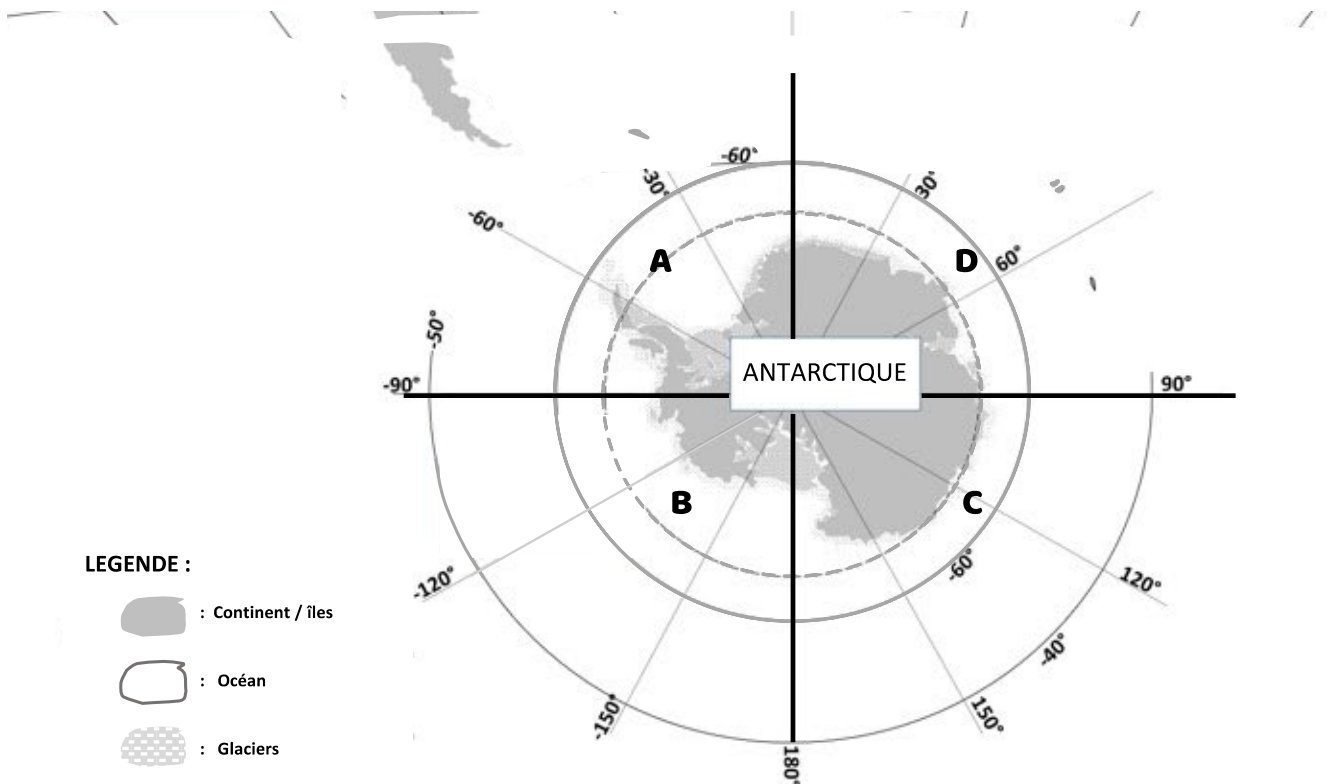 -60°
-30°
30°
-60°
A
D
60°
-50°
ANTARCTIQUE
-90°
90°
B
C
LEGENDE :
: Continent / îles
: Océan
: Glaciers
-60°
-120°
120°
-40°
-150°
150°
180°